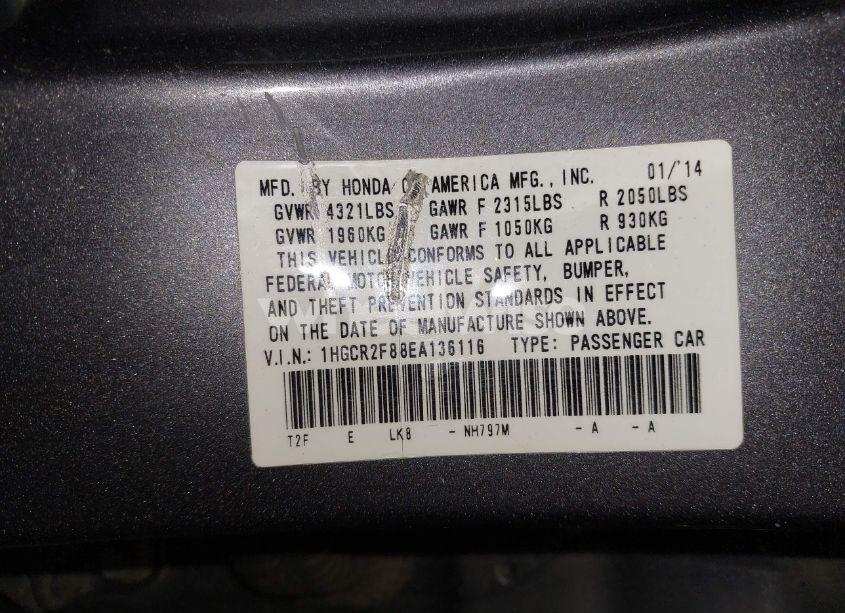 MFD. BY HONDA OF AMERICA MFG., INC. 01/'14
GVWR 4321LBS GAWR F 2315LBS R 2050LBS
GVWR 1960KG GAWR F 1050KG R 930KG
THIS VEHICLE CONFORMS TO ALL APPLICABLE
FEDERAL MOTOR VEHICLE SAFETY, BUMPER,
AND THEFT PREVENTION STANDARDS IN EFFECT
ON THE DATE OF MANUFACTURE SHOWN ABOVE.
V.I.N.: 1HGCR2F88EA136116 TYPE: PASSENGER CAR
T2F E LK8 - NH797M - A - A